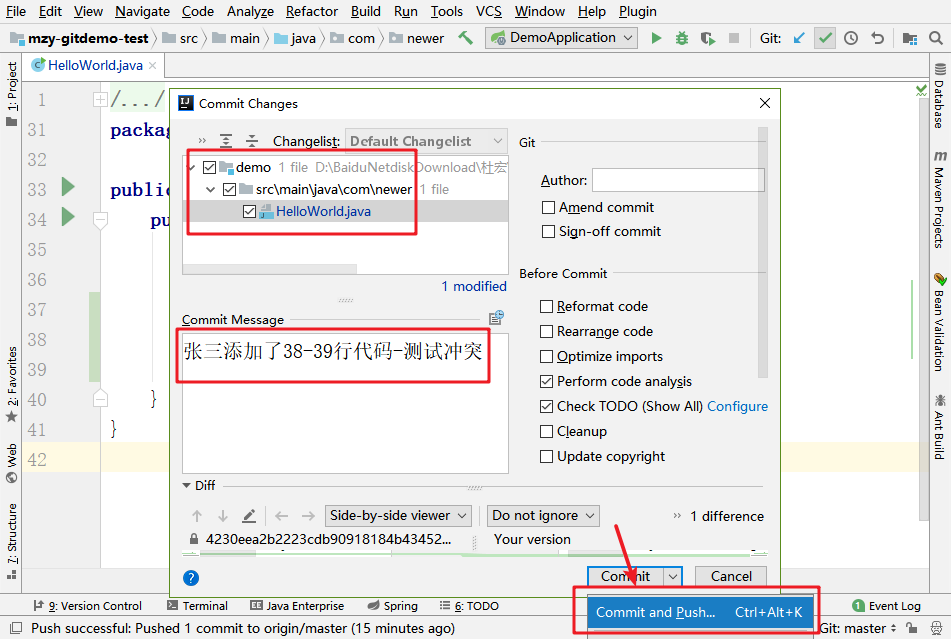 File Edit View Navigate Code Analyze Refactor Build Run Tools VCS Window Help Plugin
mzy-gitdemo-test src main java com newer DemoApplication Git:
HelloWorld.java
1: Project
2: Favorites
Web
7: Structure
1 /.../
31 packag
32
33 public
34 pu
35
36
37
38
39
40 }
41 }
42
Commit Changes
Changelist: Default Changelist
demo 1 file D:\BaiduNetdiskDownload\杜宏
src\main\java\com\newer 1 file
HelloWorld.java
1 modified
Commit Message
张三添加了38-39行代码-测试冲突
Git
Author:
Amend commit
Sign-off commit
Before Commit
Reformat code
Rearrange code
Optimize imports
Perform code analysis
Check TODO (Show All) Configure
Cleanup
Update copyright
Diff
Side-by-side viewer Do not ignore 1 difference
4230eea2b2223cdb90918184b43452... Your version
? Commit Cancel
Commit and Push... Ctrl+Alt+K
Database
Maven Projects
Bean Validation
Ant Build
9: Version Control Terminal Java Enterprise Spring 6: TODO 1 Event Log
Push successful: Pushed 1 commit to origin/master (15 minutes ago) Git: master